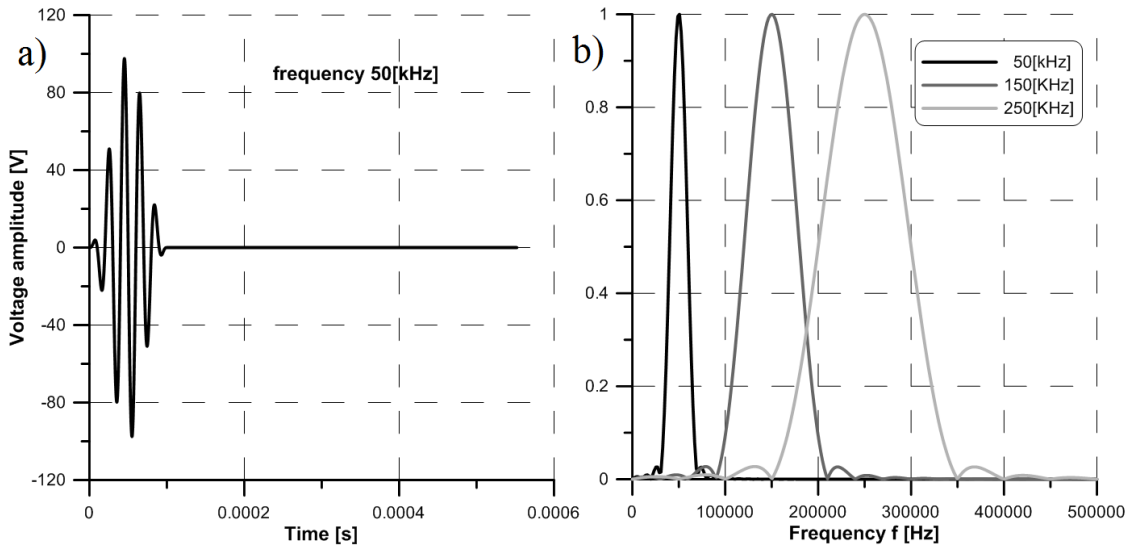 a)
frequency 50[kHz]
Voltage amplitude [V]
120
80
40
0
-40
-80
-120
0
0.0002
0.0004
0.0006
Time [s]
b)
50[kHz]
150[KHz]
250[KHz]
1
1
0.8
0.6
0.4
0.2
0
0
100000
200000
300000
400000
500000
Frequency f [Hz]